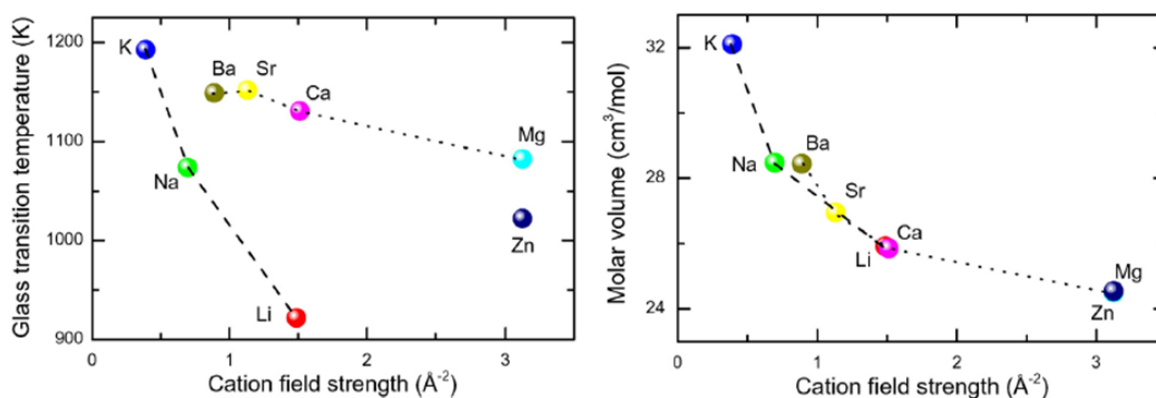 Glass transition temperature (K)
1200
1100
1000
900
K
Na
Li
Ba
Sr
Ca
Mg
Zn
0
1
2
3
Cation field strength (Å⁻²)
Molar volume (cm³/mol)
32
28
24
K
Na
Ba
Sr
Ca
Li
Mg
Zn
0
1
2
3
Cation field strength (Å⁻²)